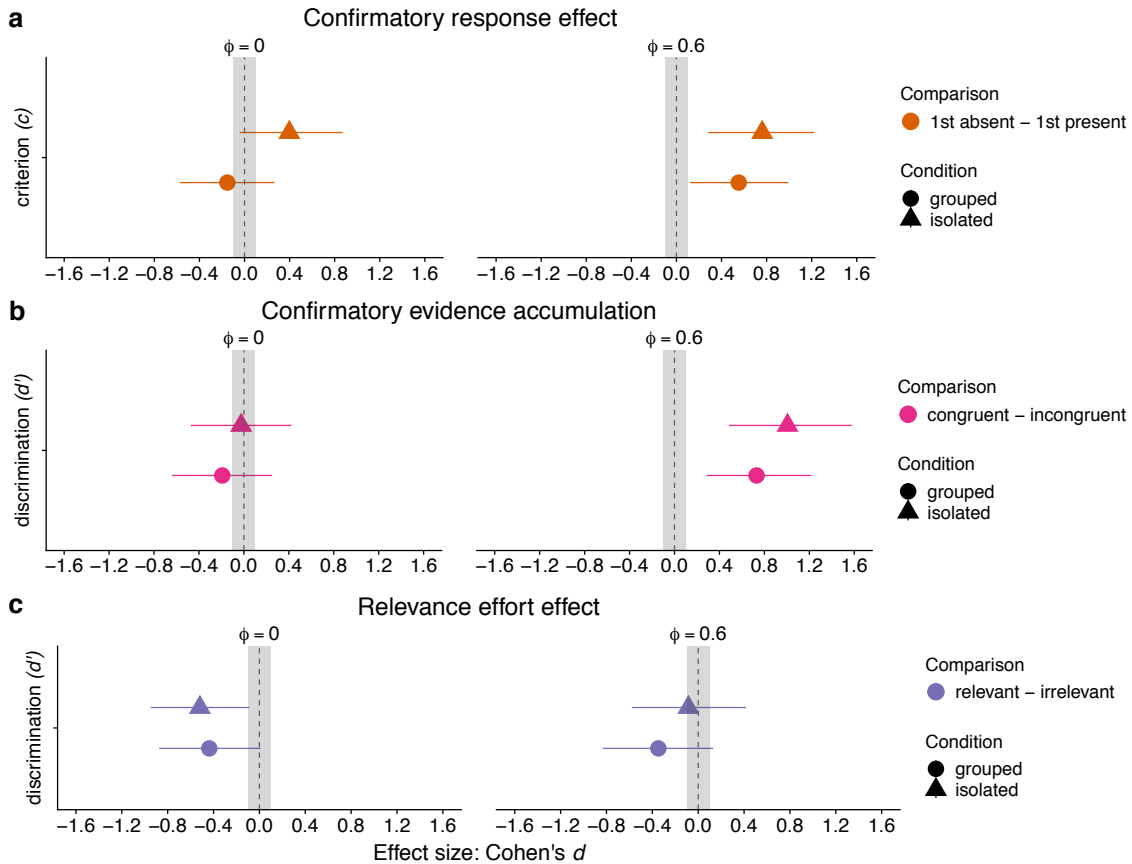 a
Confirmatory response effect
ϕ = 0
ϕ = 0.6
criterion (c)
−1.6 −1.2 −0.8 −0.4 0.0 0.4 0.8 1.2 1.6
−1.6 −1.2 −0.8 −0.4 0.0 0.4 0.8 1.2 1.6
Comparison
1st absent − 1st present
Condition
grouped
isolated
b
Confirmatory evidence accumulation
ϕ = 0
ϕ = 0.6
discrimination (d')
−1.6 −1.2 −0.8 −0.4 0.0 0.4 0.8 1.2 1.6
−1.6 −1.2 −0.8 −0.4 0.0 0.4 0.8 1.2 1.6
Comparison
congruent − incongruent
Condition
grouped
isolated
c
Relevance effort effect
ϕ = 0
ϕ = 0.6
discrimination (d')
−1.6 −1.2 −0.8 −0.4 0.0 0.4 0.8 1.2 1.6
−1.6 −1.2 −0.8 −0.4 0.0 0.4 0.8 1.2 1.6
Effect size: Cohen's d
Comparison
relevant − irrelevant
Condition
grouped
isolated